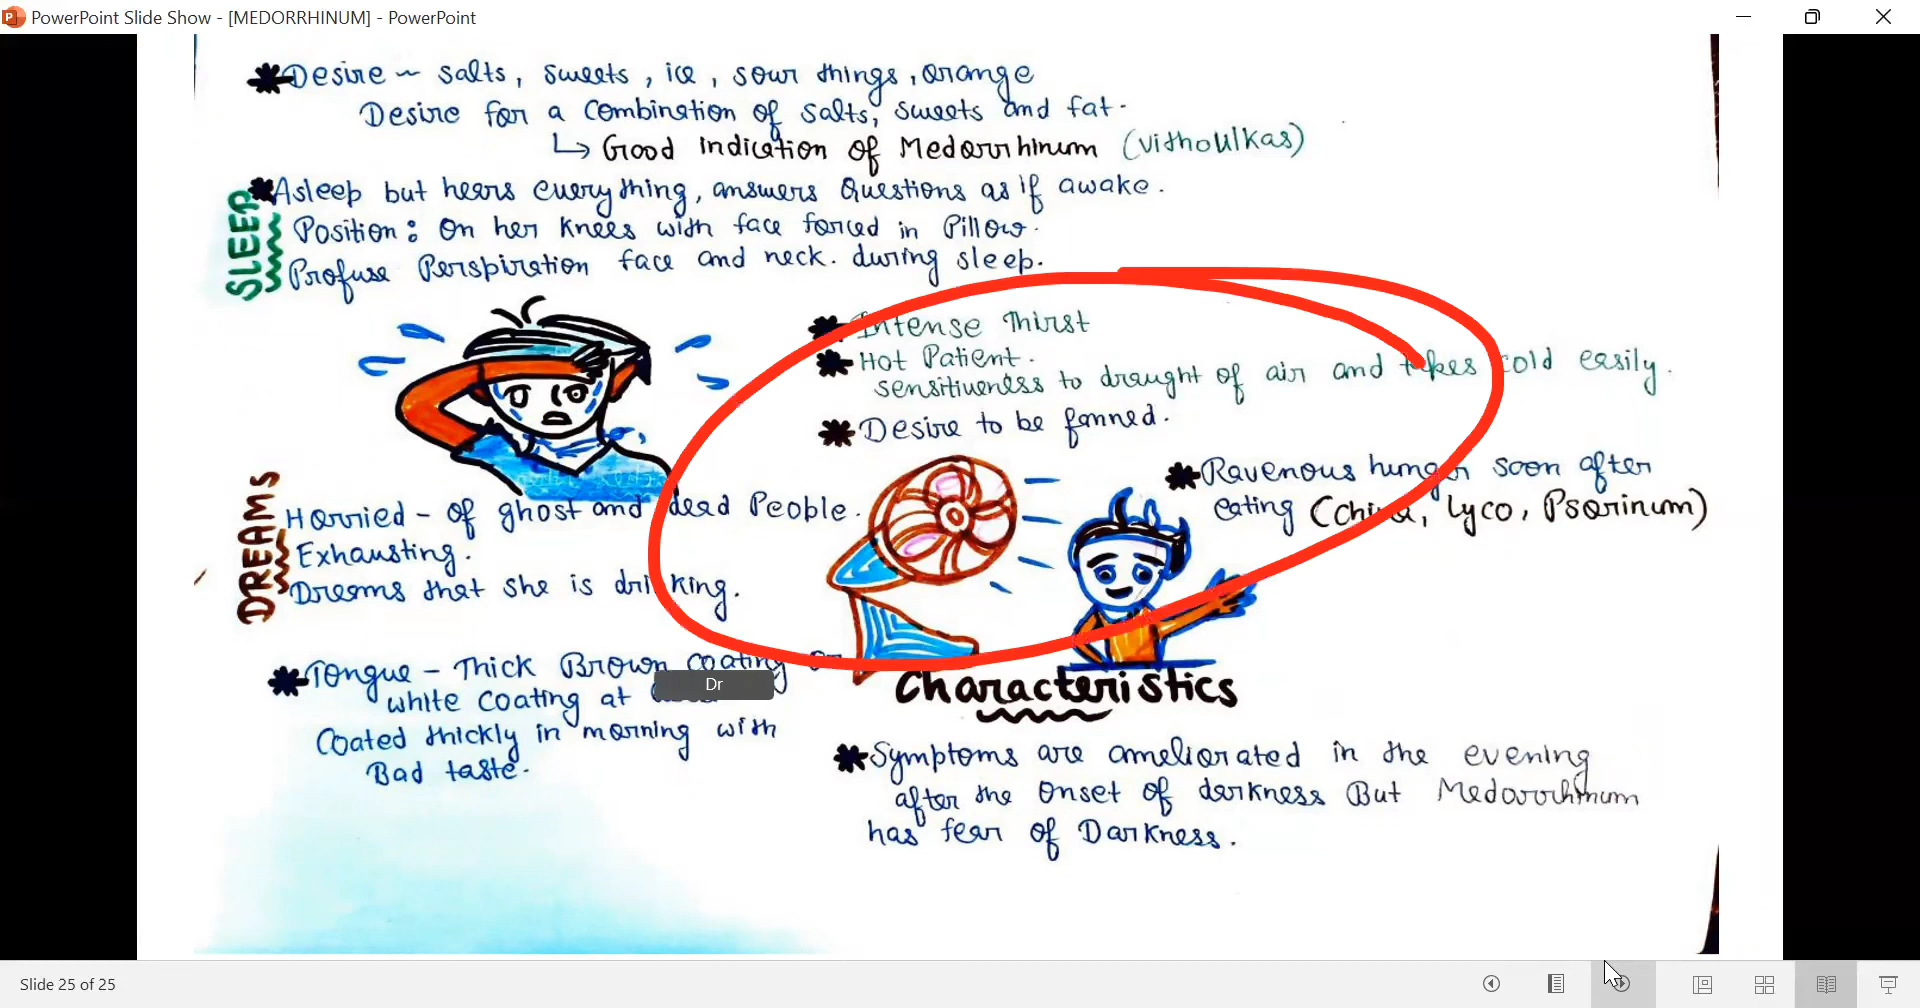 PowerPoint Slide Show - [MEDORRHINUM] - PowerPoint
Desire ~ salts, sweets, ice, sour things, orange
Desire for a combination of salts, sweets and fat.
Good indication of Medorrhinum (vithoulkas)
SLEEP
Asleep but hears everything, answers Questions as if awake.
Position: On her knees with face forced in Pillow.
Profuse Perspiration face and neck. during sleep.
Intense Thirst
Hot Patient.
sensitiveness to draught of air and takes cold easily.
Desire to be fanned.
Ravenous hunger soon after
eating (China, Lyco, Psorinum)
DREAMS
Horried - of ghost and dead People.
Exhausting.
Dreams that she is drinking.
Tongue - Thick Brown coating or
white coating at
Coated thickly in morning with
Bad taste.
Dr
Characteristics
Symptoms are ameliorated in the evening
after the onset of darkness But Medorrhinum
has fear of Darkness.
Slide 25 of 25